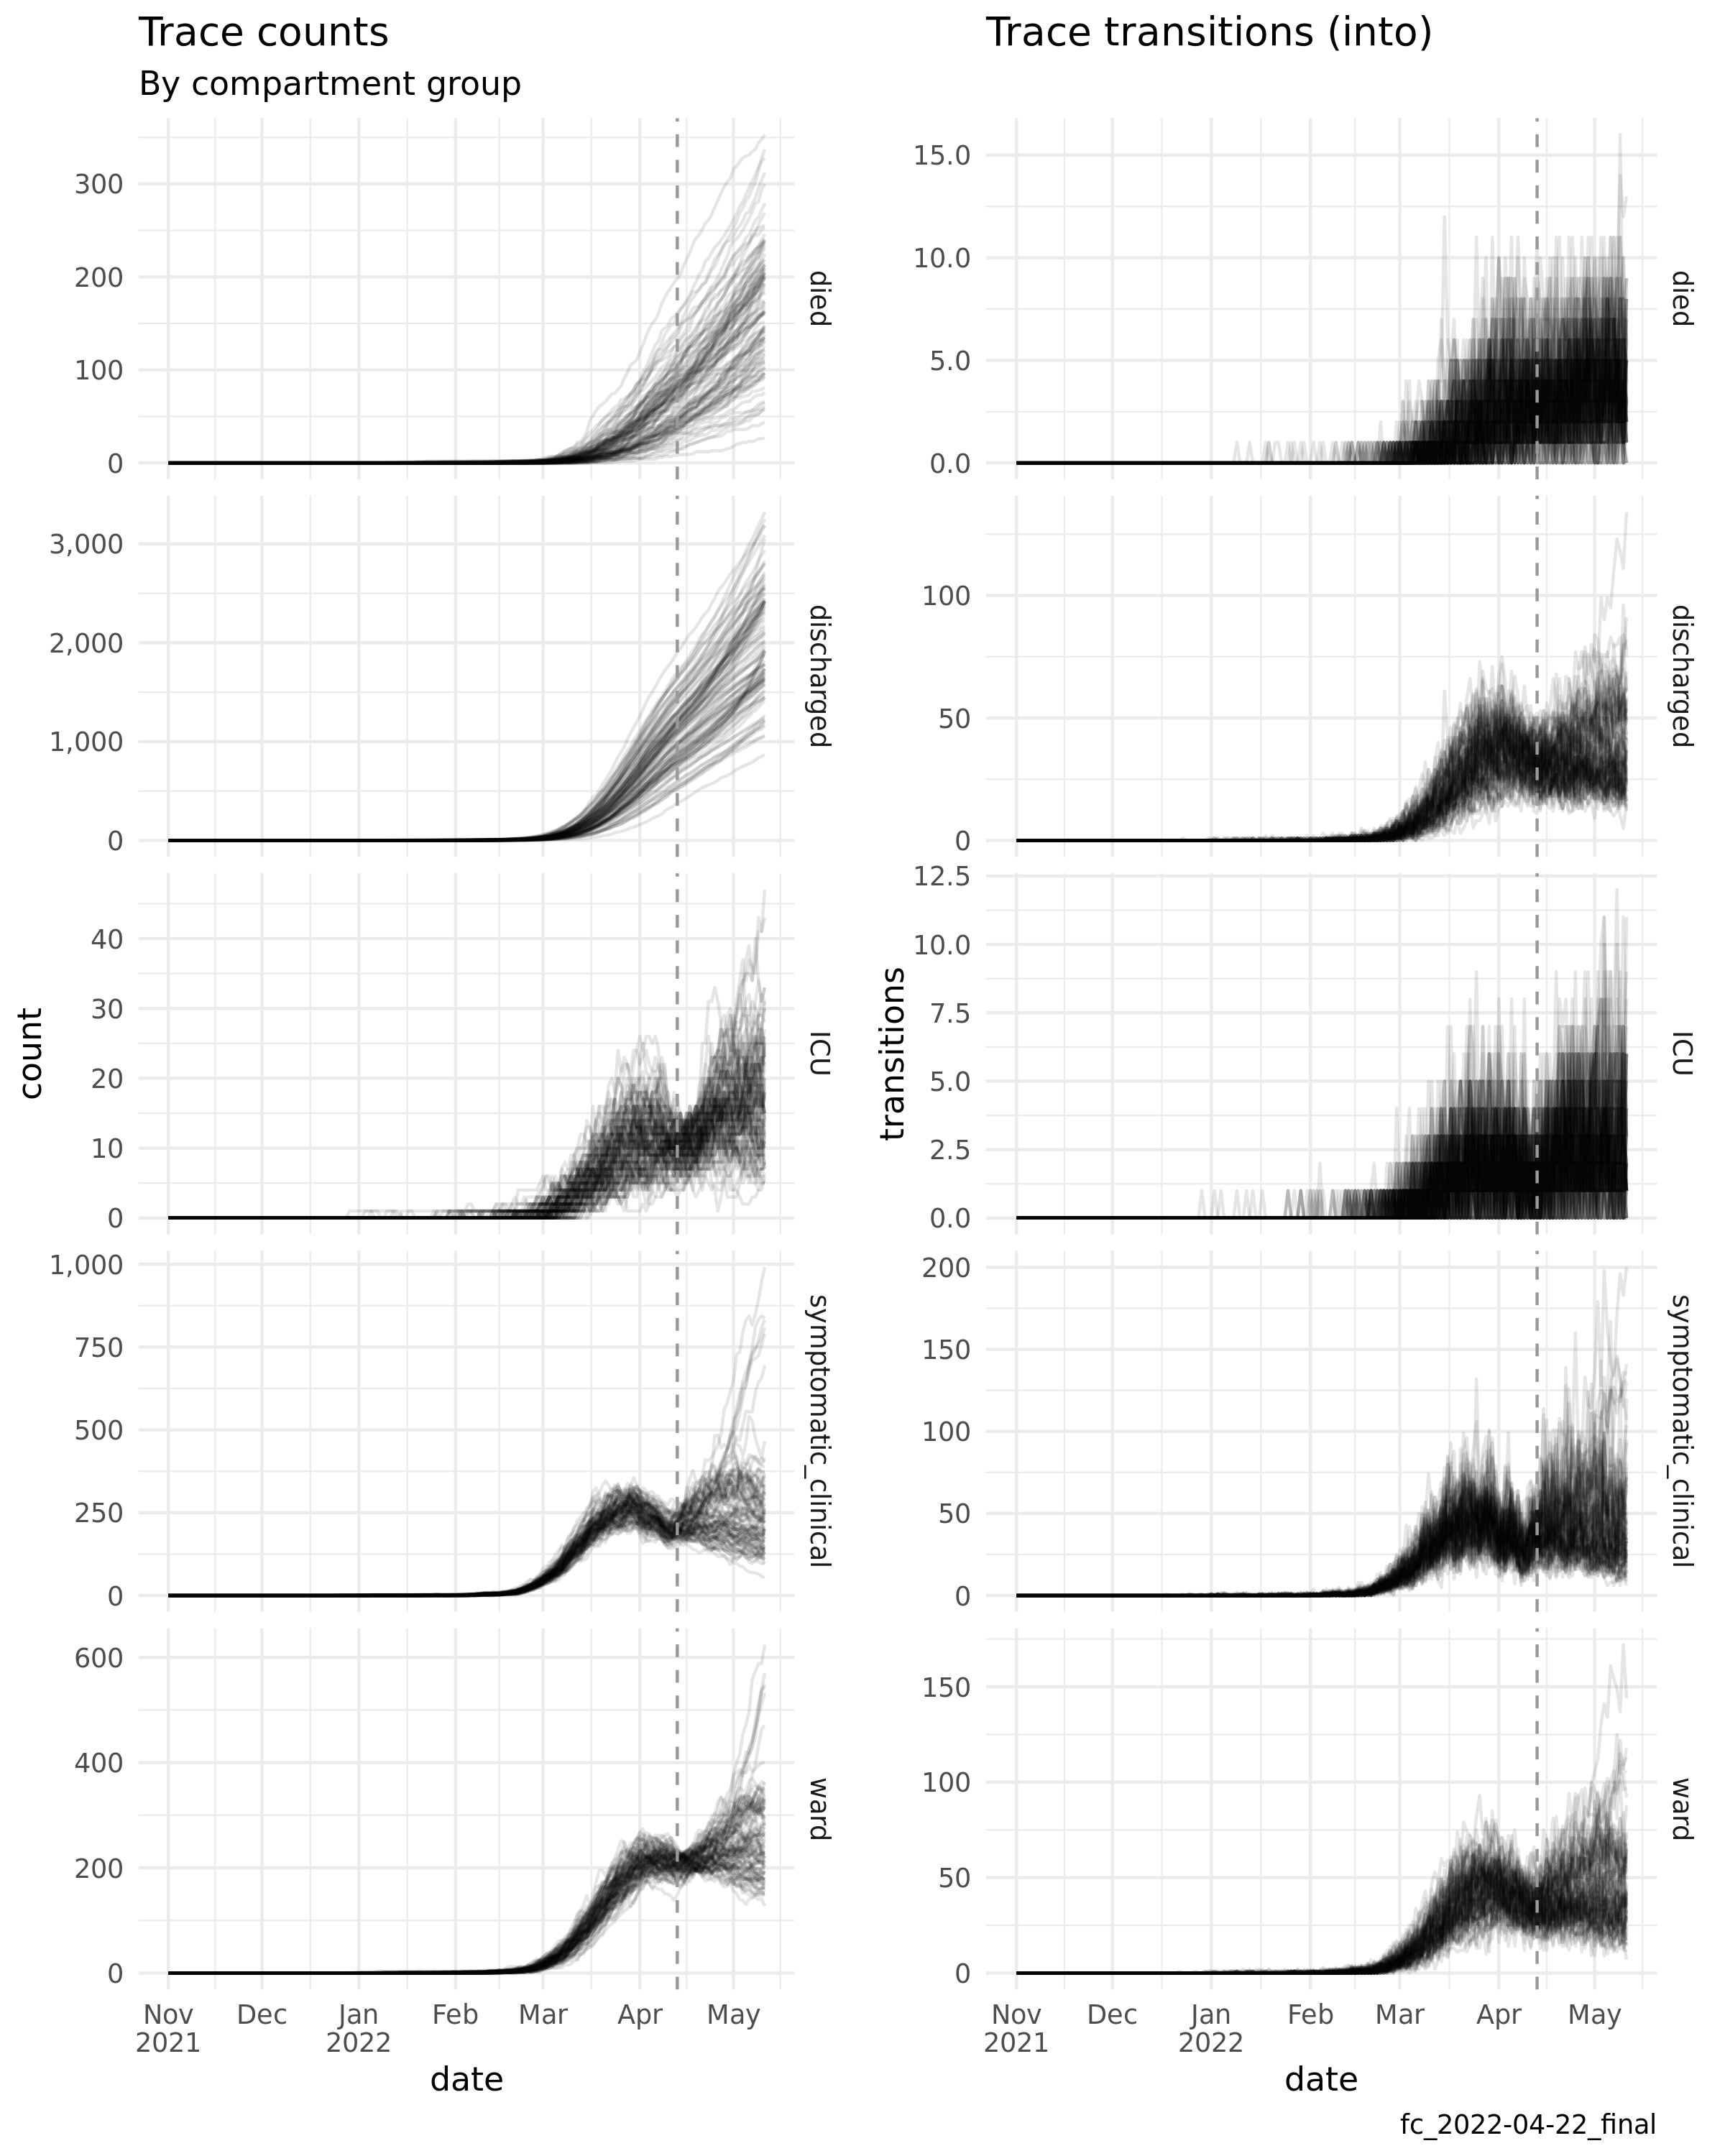 Trace counts
By compartment group
Trace transitions (into)
count
300
200
100
0
died
3,000
2,000
1,000
0
discharged
40
30
20
10
0
ICU
1,000
750
500
250
0
symptomatic_clinical
600
400
200
0
ward
Nov Dec Jan Feb Mar Apr May
2021 2022
date
transitions
15.0
10.0
5.0
0.0
died
100
50
0
discharged
12.5
10.0
7.5
5.0
2.5
0.0
ICU
200
150
100
50
0
symptomatic_clinical
150
100
50
0
ward
Nov Dec Jan Feb Mar Apr May
2021 2022
date
fc_2022-04-22_final